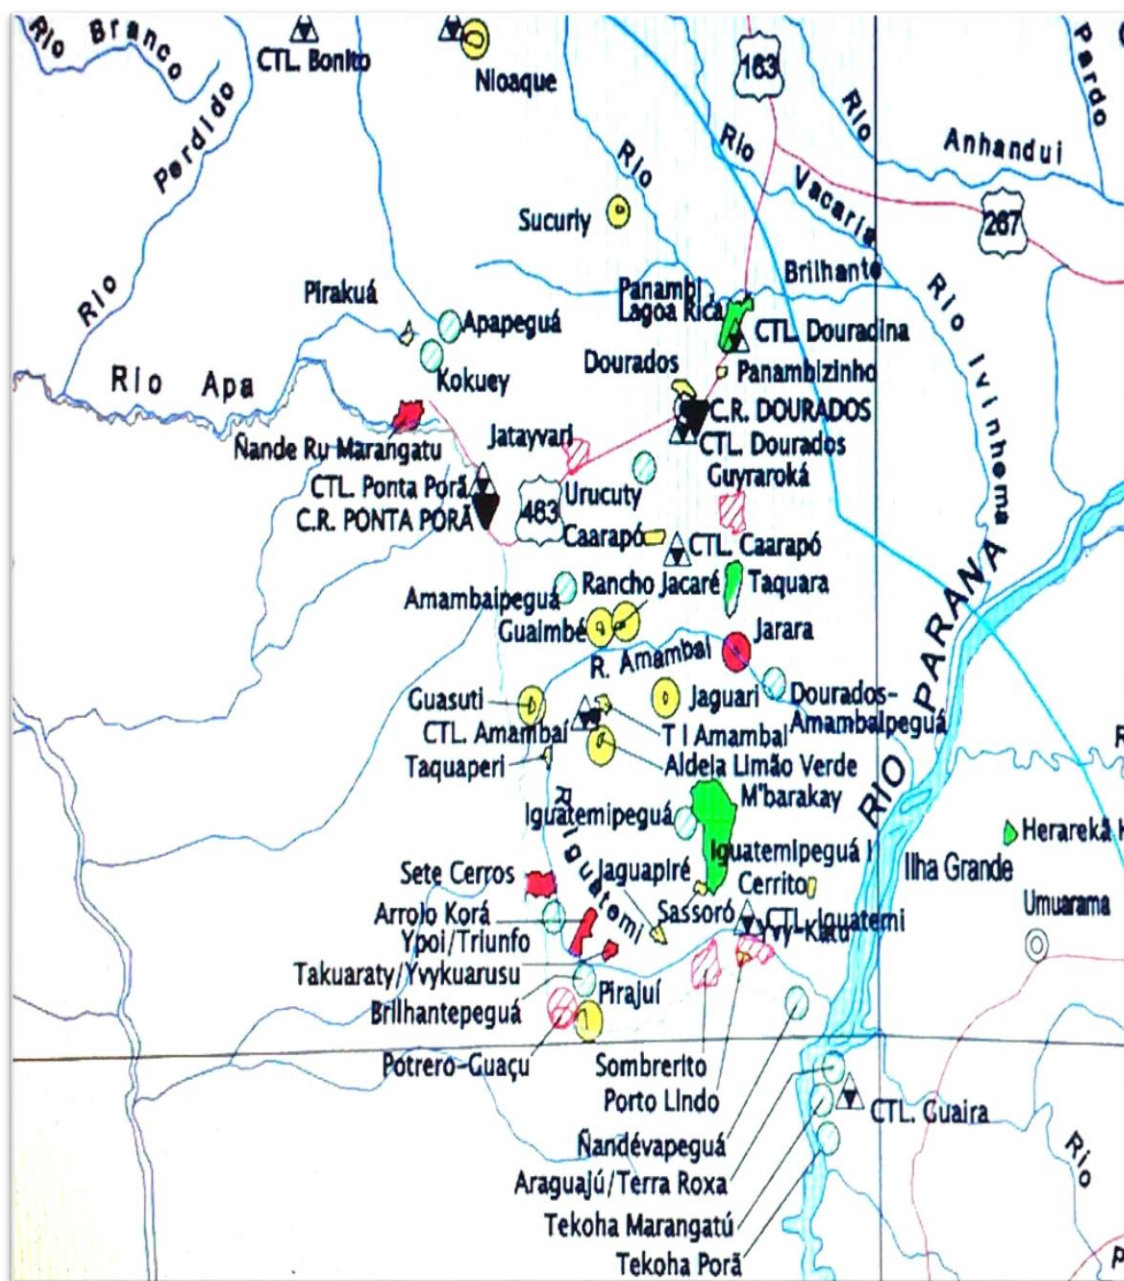 Rio Branco
CTL. Bonito
Nioaque
163
Pardo
Rio Perdido
Rio
Rio Vacaria
Rio Anhandui
267
Sucuriy
Pirakuá
Apapeguá
Kokuey
Panambi
Lagoa Rica
Brilhante
CTL. Douradina
Rio Ivinhema
Rio Apa
Dourados
Panambizinho
C.R. DOURADOS
CTL. Dourados
Ñande Ru Marangatu
Jatayvari
CTL. Ponta Porã
C.R. PONTA PORÃ
463
Urucuty
Guyraroká
Caarapó
CTL. Caarapó
Amambaipeguá
Rancho Jacaré
Taquara
Guaimbé
Jarara
R. Amambai
RIO PARANA
Guasuti
Jaguari
Dourados-
Amambaipeguá
CTL. Amambaí
T I Amambai
Taquaperi
Aldeia Limão Verde
M'barakay
R. Iguatemi
Iguatemipeguá
Iguatemipeguá I
Herareká
Ilha Grande
Sete Cerros
Jaguapiré
Cerrito
Umuarama
Arroio Korá
Sassoró
CTL. Iguatemi
Yvy-Katu
Ypoi/Triunfo
Takuaraty/Yvykuarusu
Pirajuí
Brilhantepeguá
Potrero-Guaçu
Sombrerito
Porto Lindo
CTL. Guaira
Ñandévapeguá
Araguajú/Terra Roxa
Tekoha Marangatú
Tekoha Porã
Rio